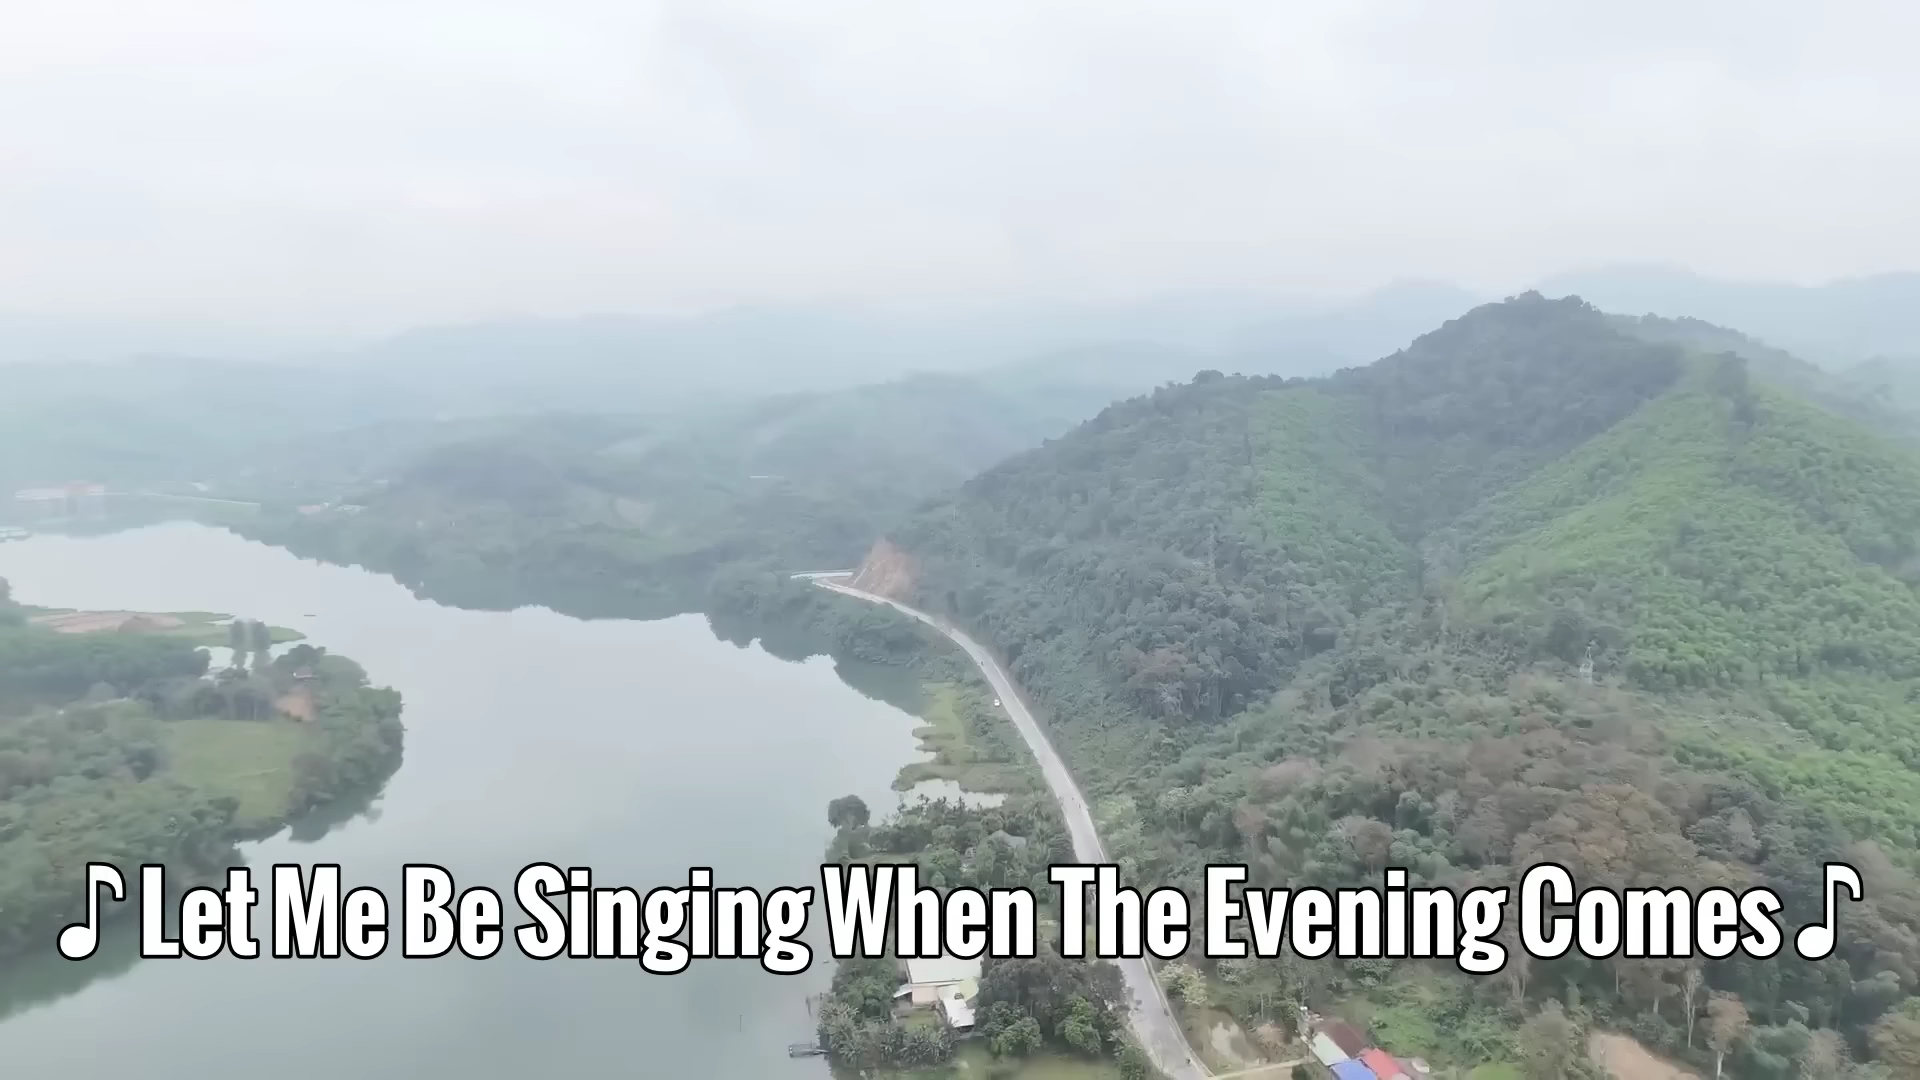 ♪ Let Me Be Singing When The Evening Comes ♪